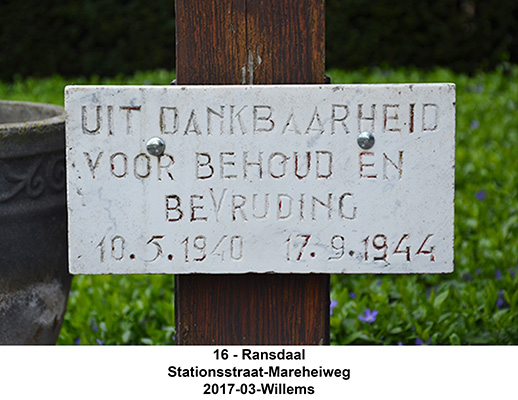 UIT DANKBAARHEID
VOOR BEHOUD EN
BEVRIJDING
10.5.1940 17.9.1944
16 - Ransdaal
Stationsstraat-Mareheiweg
2017-03-Willems